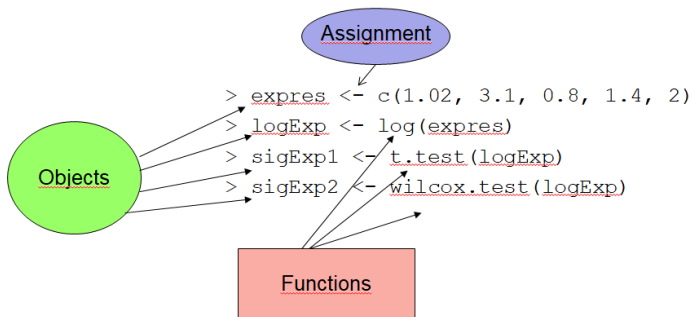 Assignment
> expres <- c(1.02, 3.1, 0.8, 1.4, 2)
> logExp <- log(expres)
> sigExp1 <- t.test(logExp)
> sigExp2 <- wilcox.test(logExp)
Objects
Functions